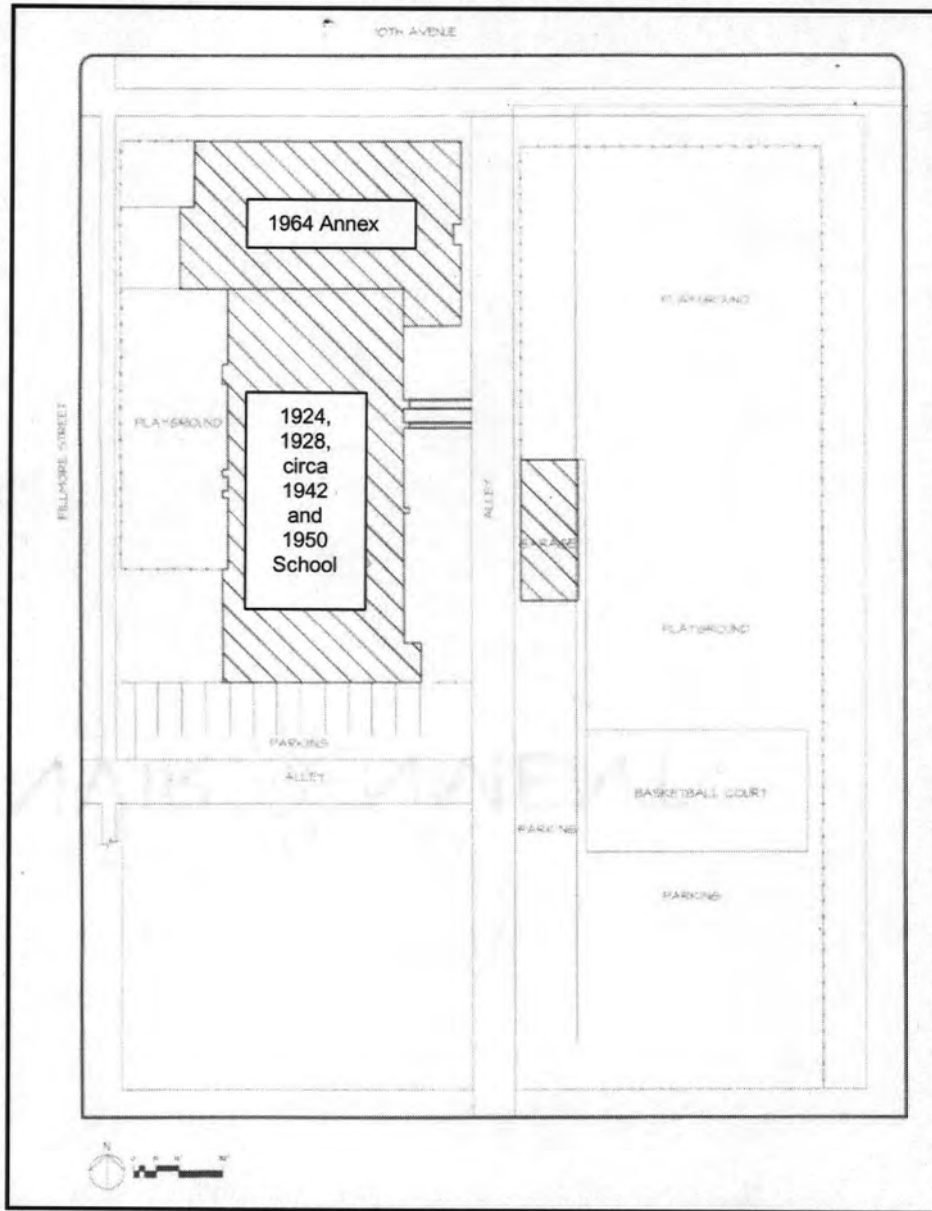 10TH AVENUE
1964 Annex
PLAYGROUND
FILLMORE STREET
PLAYGROUND
1924,
1928,
circa
1942
and
1950
School
ALLEY
GARAGE
PLAYGROUND
PARKING
ALLEY
BASKETBALL COURT
PARKING
PARKING
N